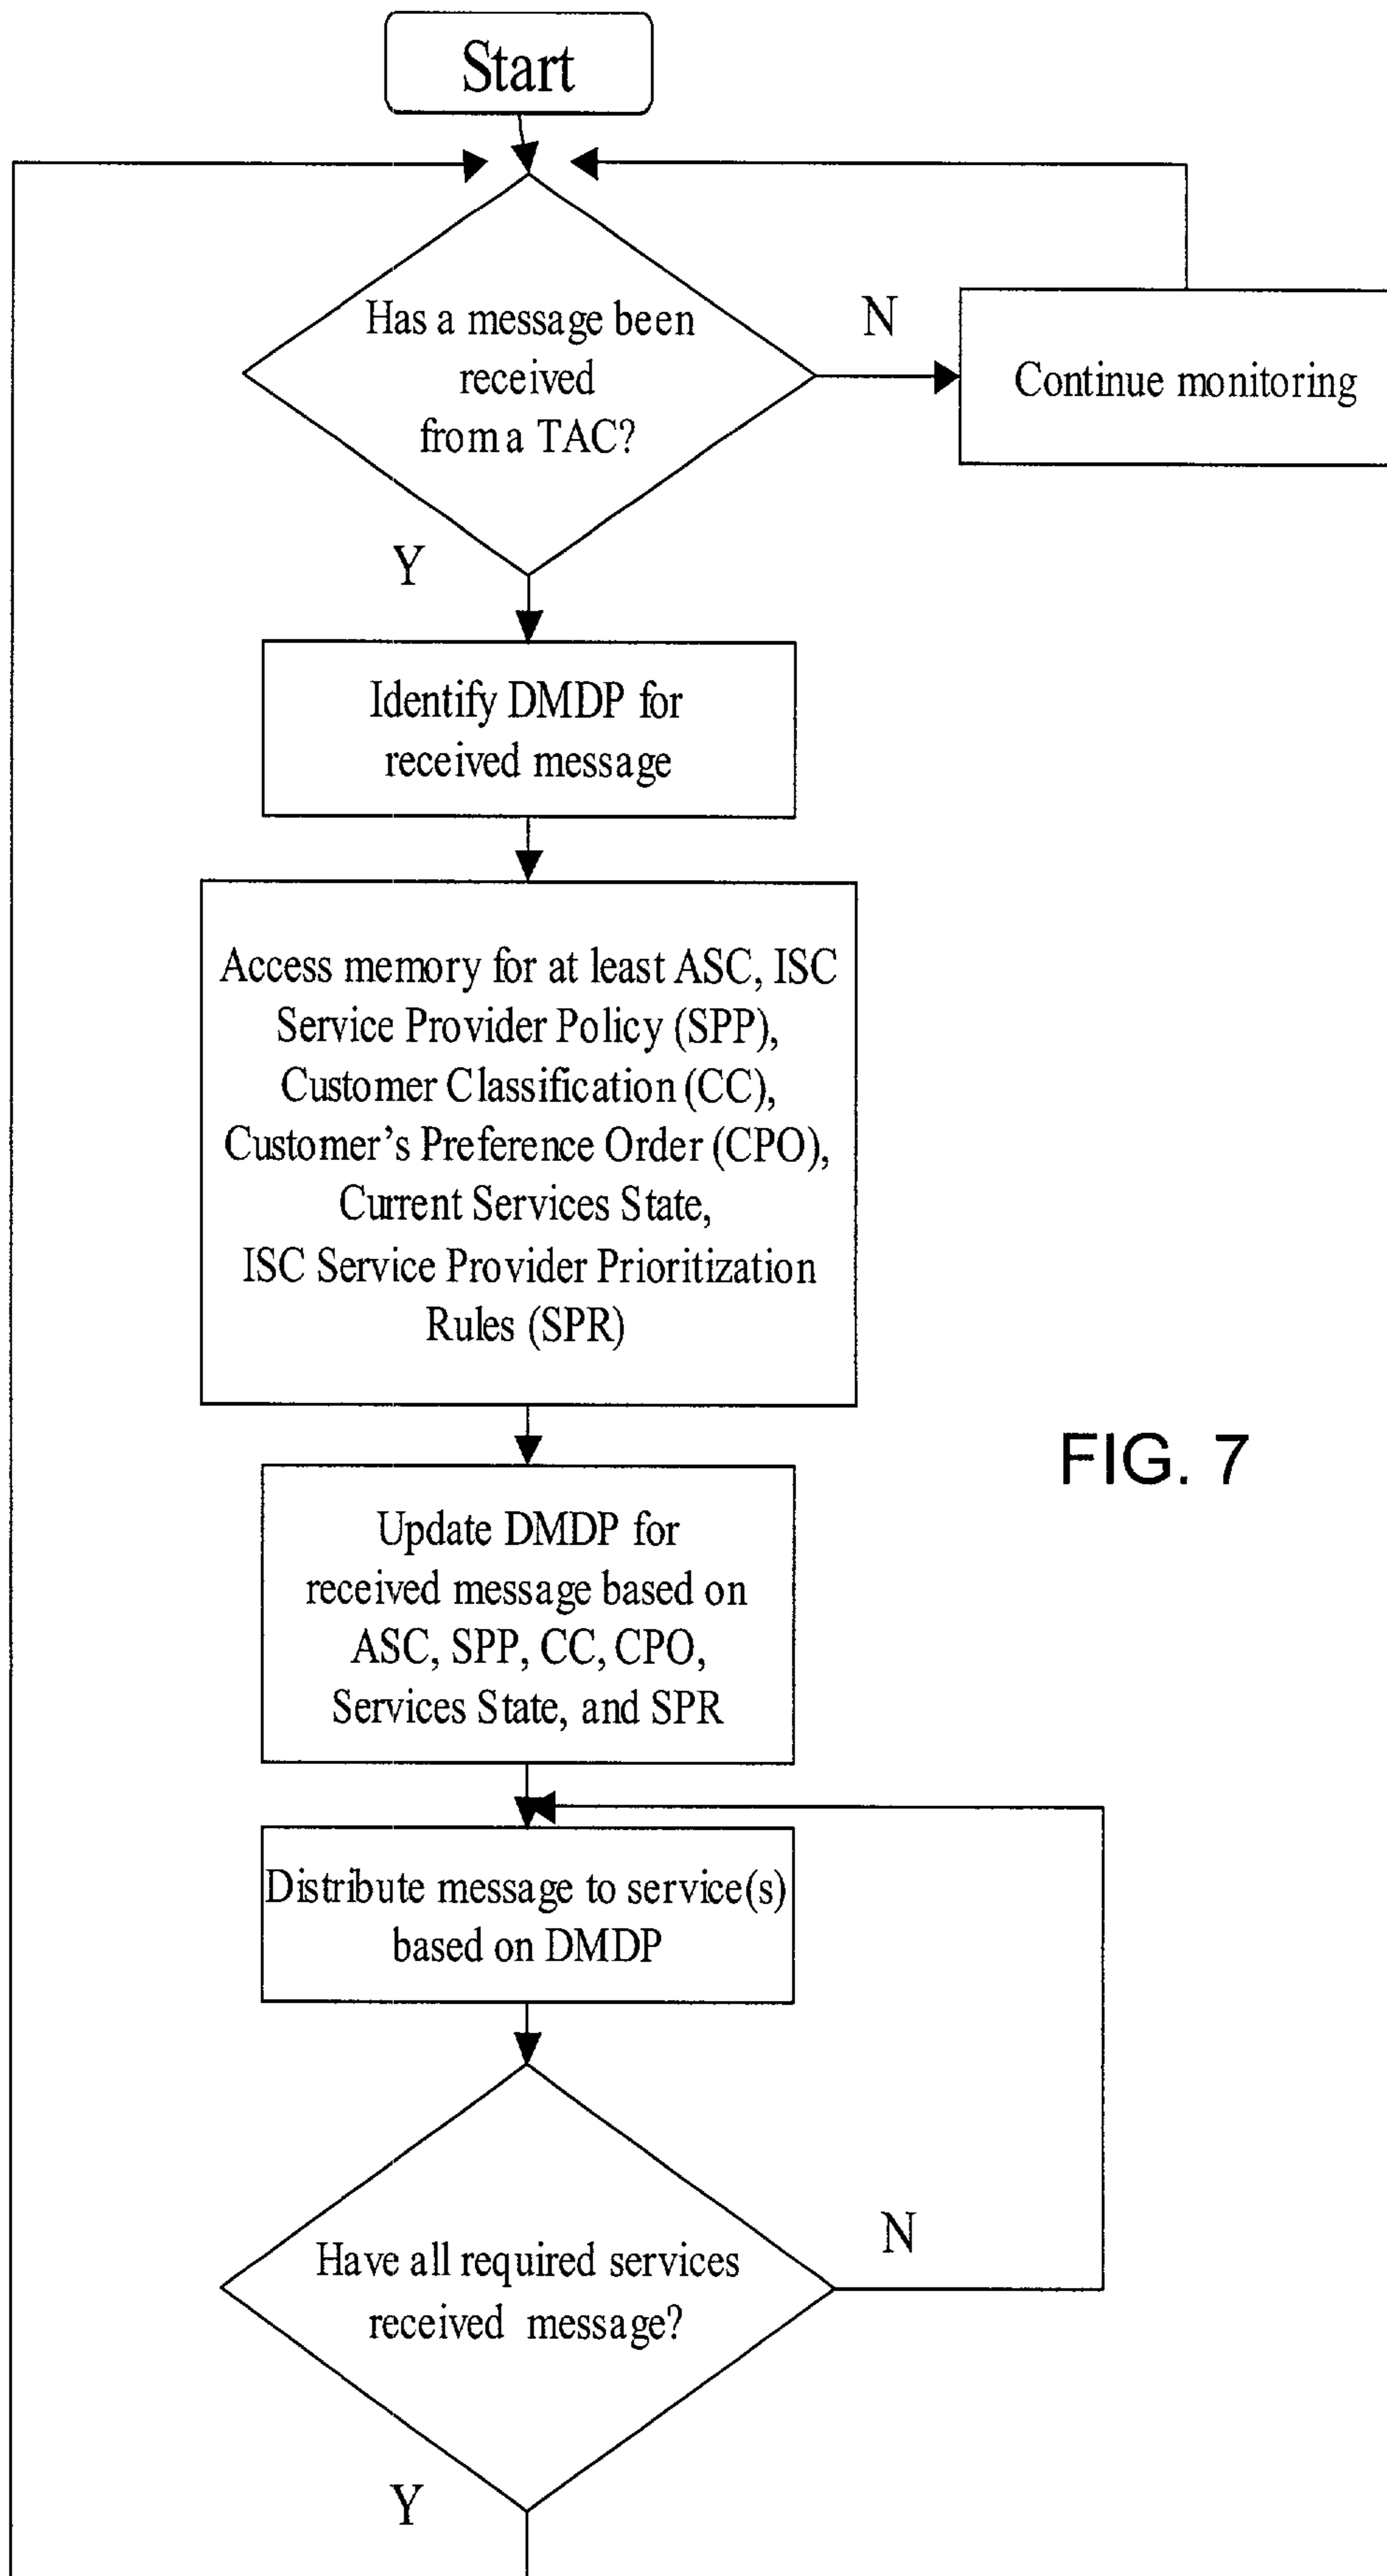 Start
Has a message been
received
from a TAC?
N
Continue monitoring
Y
Identify DMDP for
received message
Access memory for at least ASC, ISC
Service Provider Policy (SPP),
Customer Classification (CC),
Customer’s Preference Order (CPO),
Current Services State,
ISC Service Provider Prioritization
Rules (SPR)
FIG. 7
Update DMDP for
received message based on
ASC, SPP, CC, CPO,
Services State, and SPR
Distribute message to service(s)
based on DMDP
Have all required services
received message?
N
Y